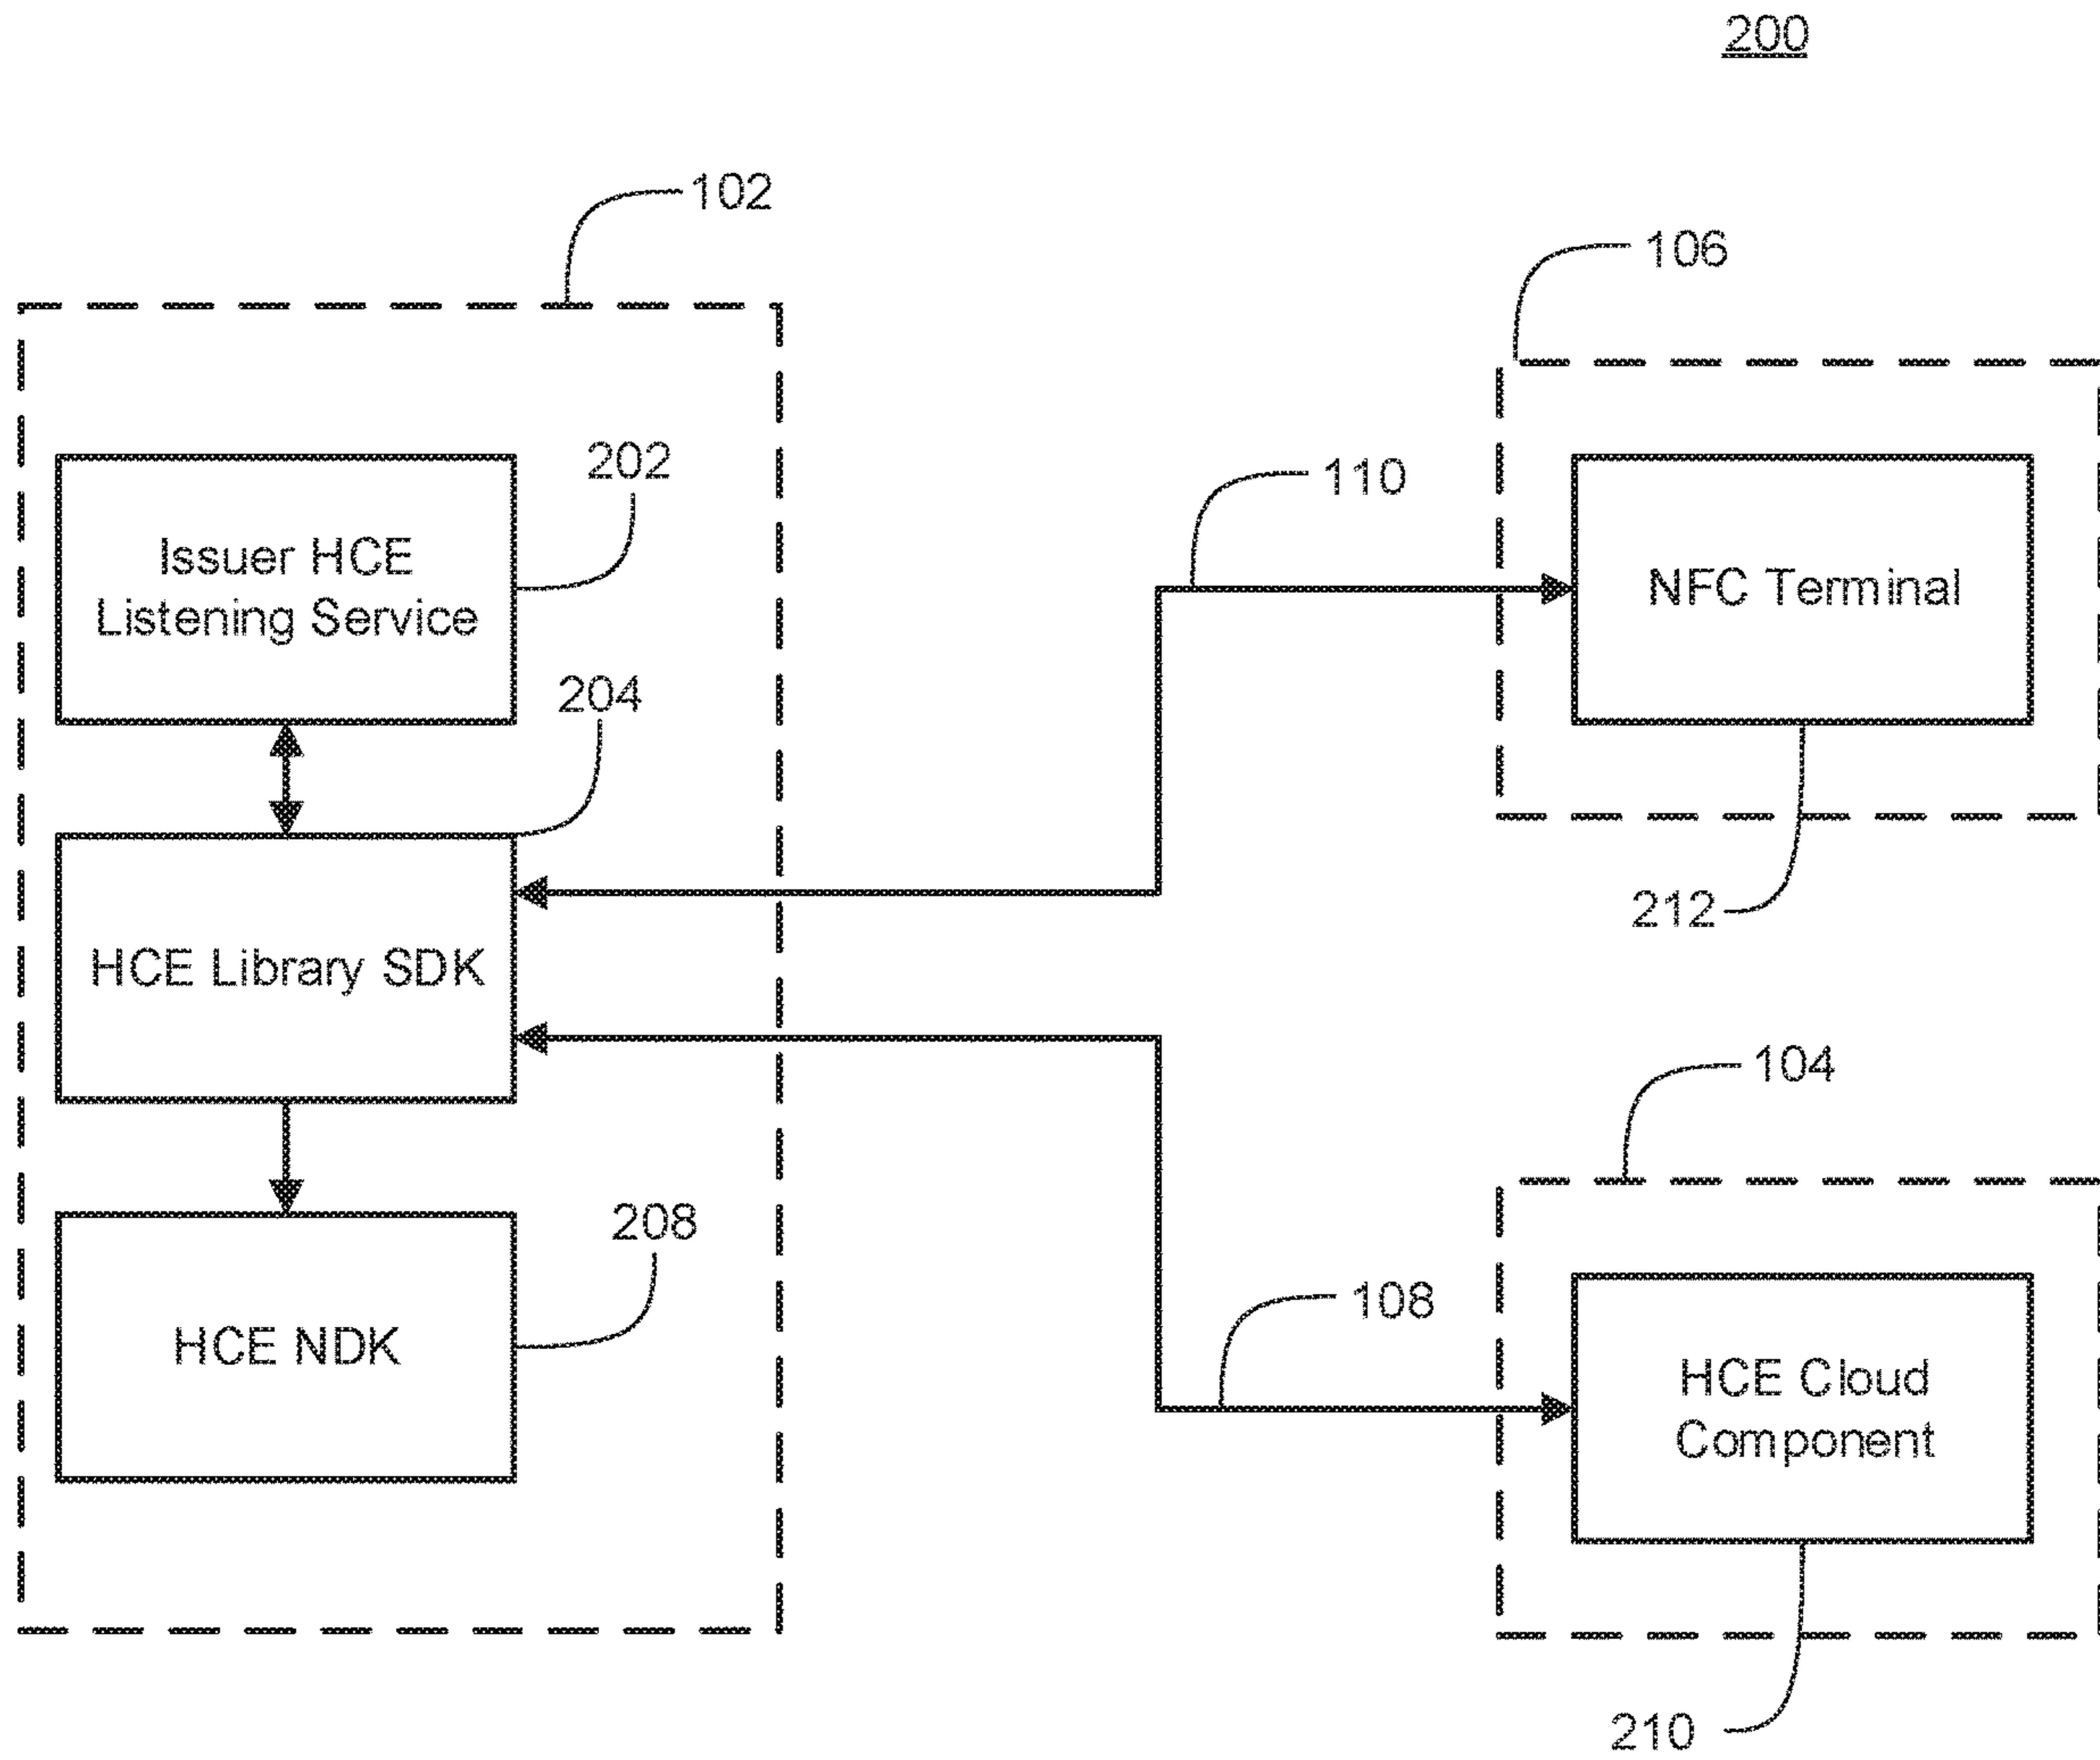 200
102
106
202
Issuer HCE
Listening Service
110
NFC Terminal
204
212
HCE Library SDK
104
208
HCE NDK
108
HCE Cloud
Component
210